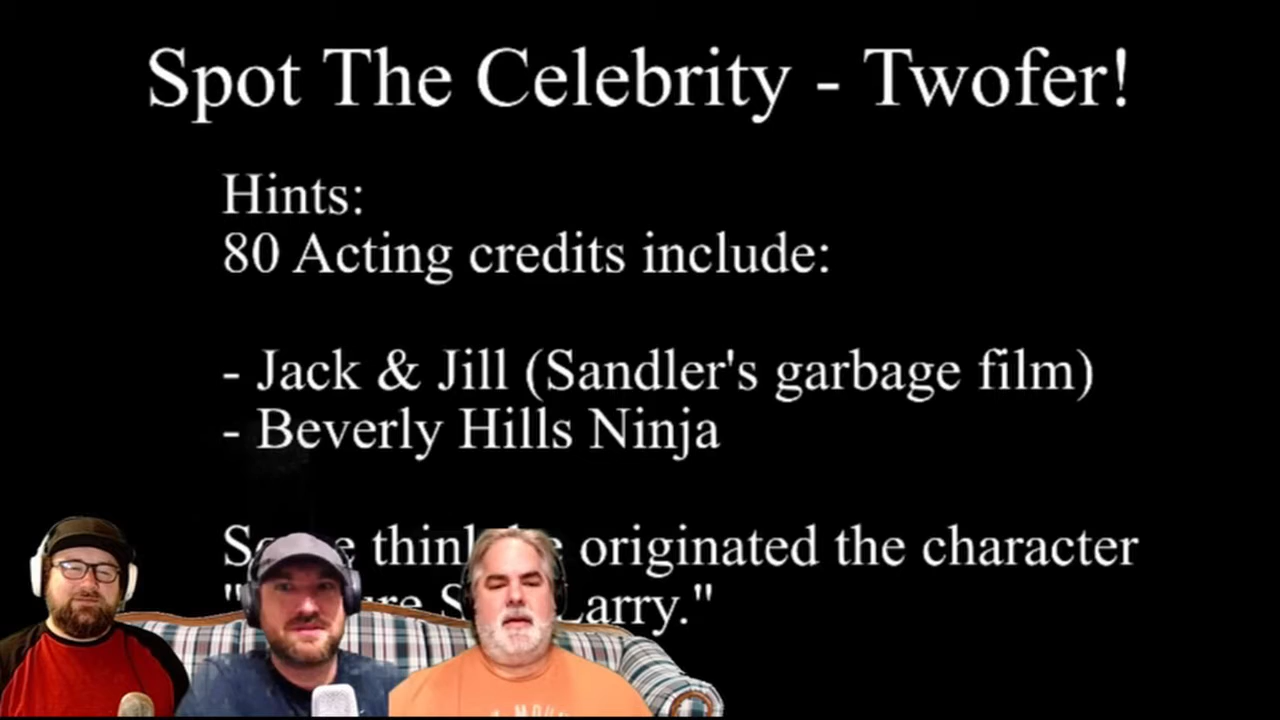 Spot The Celebrity - Twofer!
Hints:
80 Acting credits include:
- Jack & Jill (Sandler's garbage film)
- Beverly Hills Ninja
originated the character
Larry."